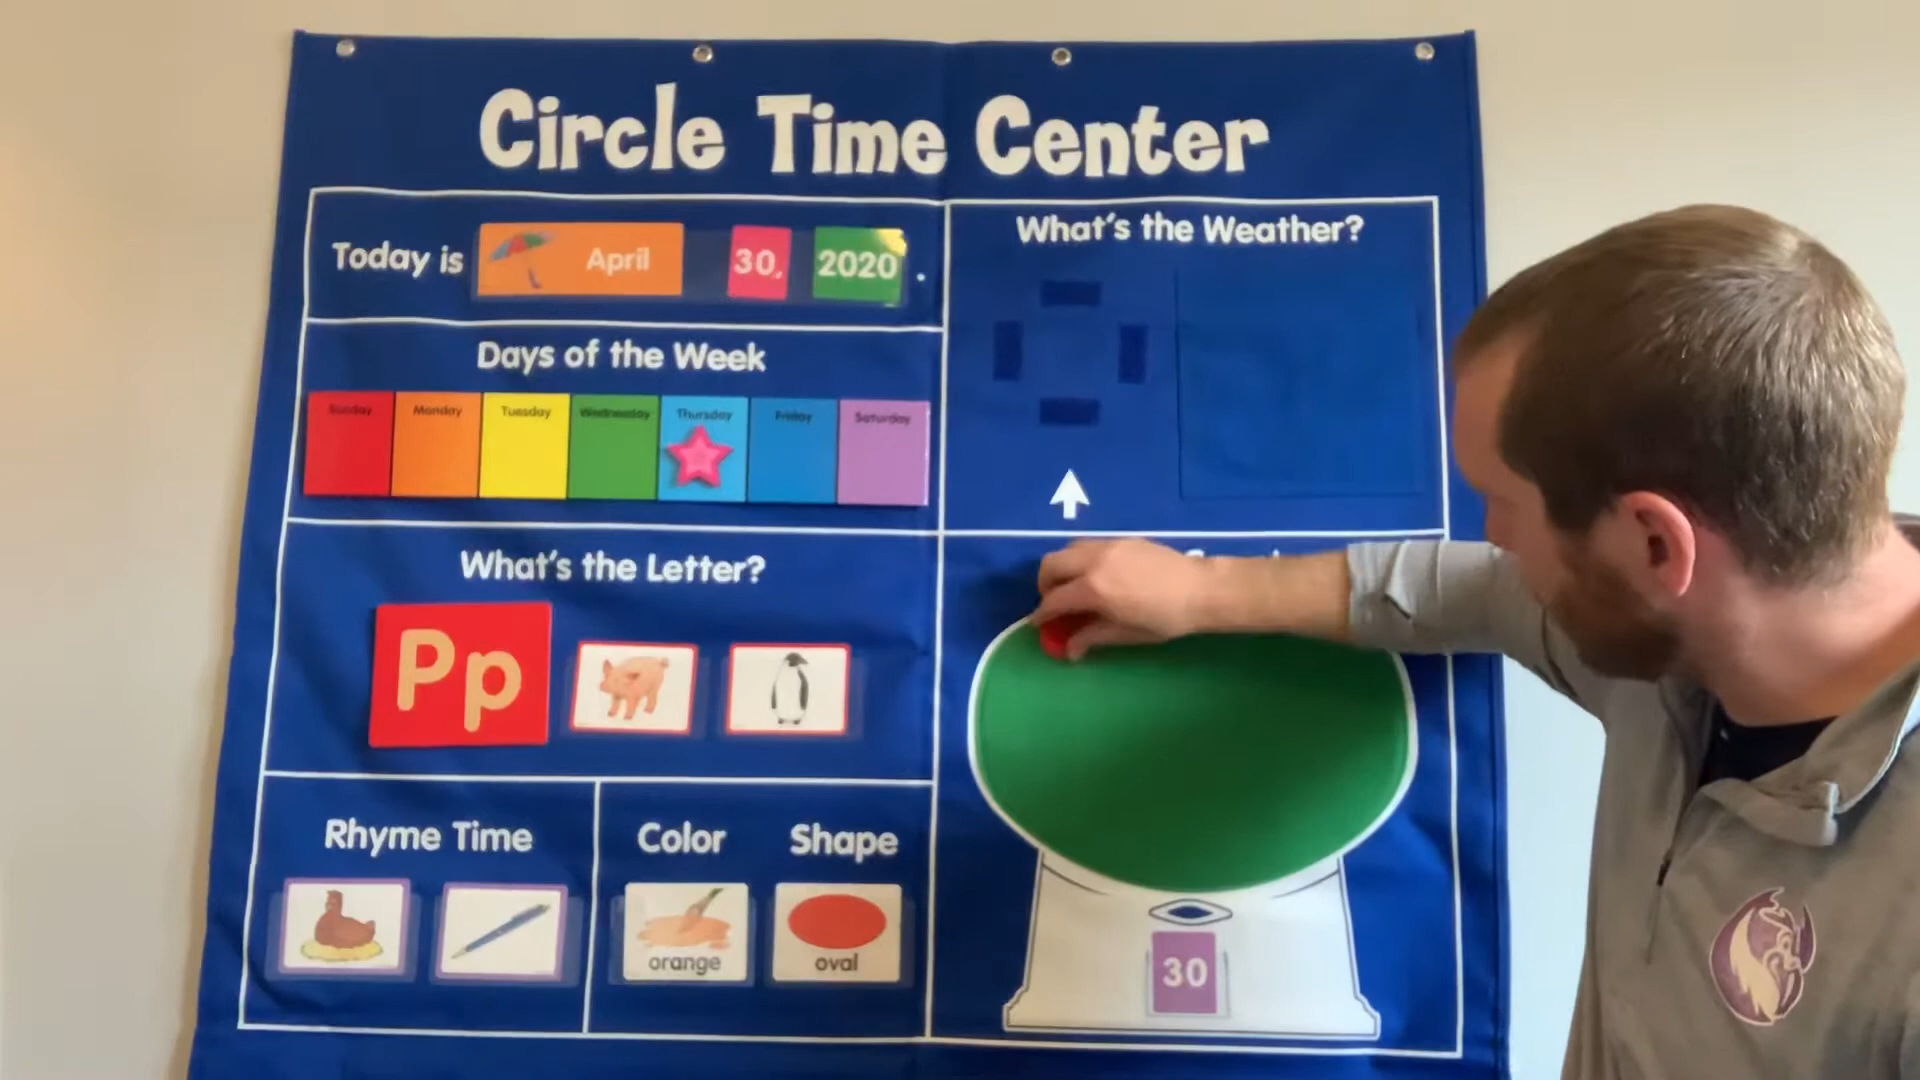 Circle Time Center
Today is April 30, 2020 .
Days of the Week
Sunday Monday Tuesday Wednesday Thursday Friday Saturday
What's the Letter?
Pp
Rhyme Time
Color Shape
orange oval
What's the Weather?
30